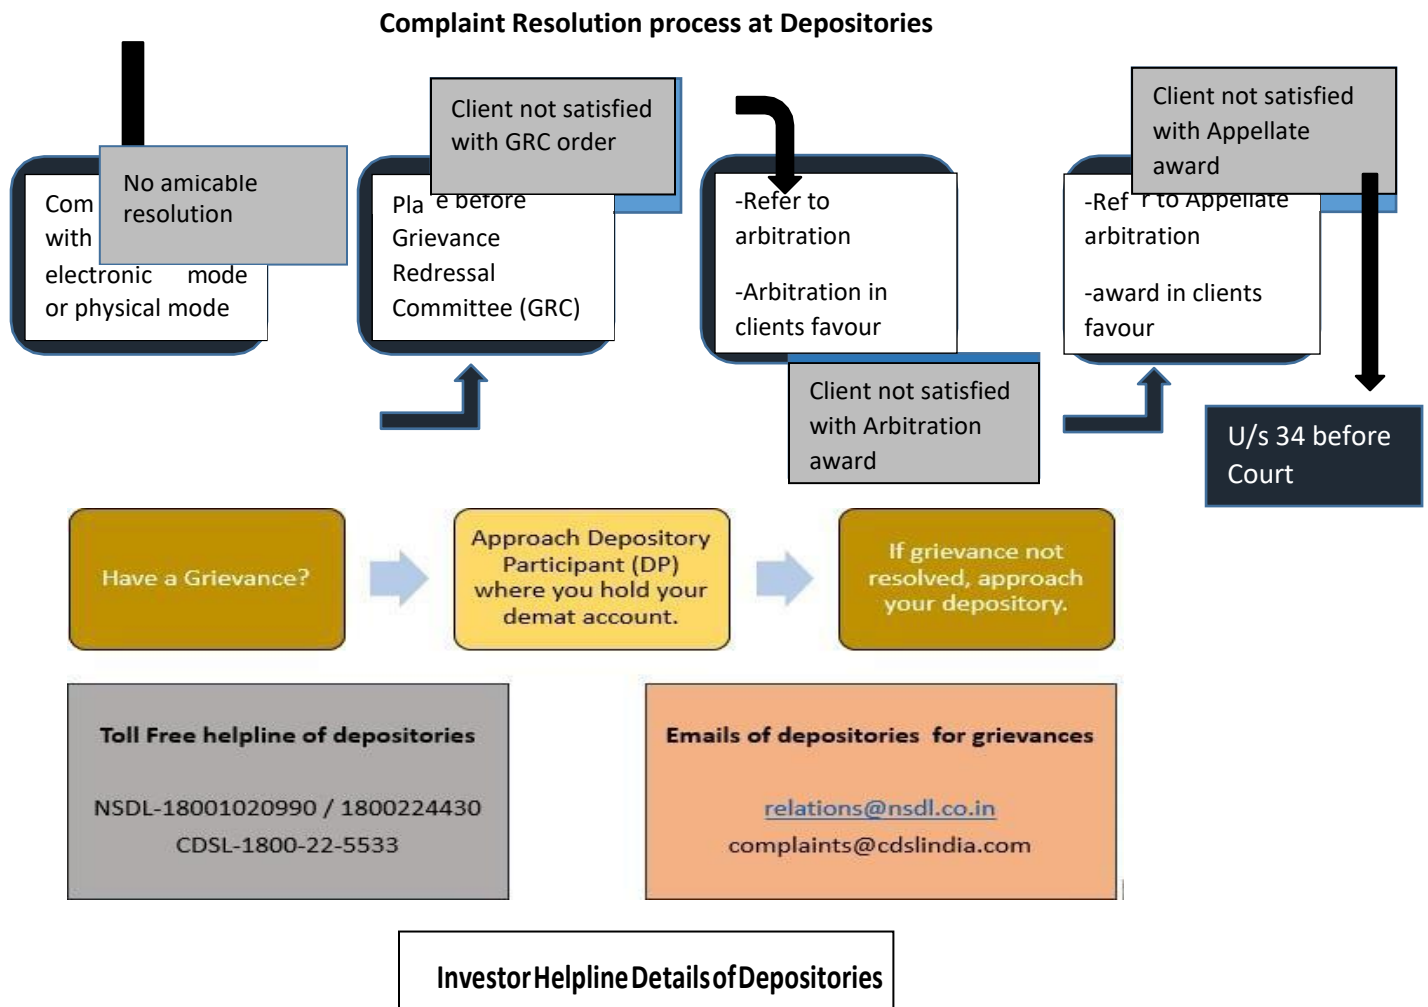 Complaint Resolution process at Depositories
No amicable
resolution
Com
with
electronic mode
or physical mode
Client not satisfied
with GRC order
Pla e before
Grievance
Redressal
Committee (GRC)
-Refer to
arbitration
-Arbitration in
clients favour
Client not satisfied
with Arbitration
award
Client not satisfied
with Appellate
award
-Ref r to Appellate
arbitration
-award in clients
favour
U/s 34 before
Court
Have a Grievance?
Approach Depository
Participant (DP)
where you hold your
demat account.
If grievance not
resolved, approach
your depository.
Toll Free helpline of depositories
NSDL-18001020990 / 1800224430
CDSL-1800-22-5533
Emails of depositories for grievances
relations@nsdl.co.in
complaints@cdslindia.com
Investor Helpline Details of Depositories